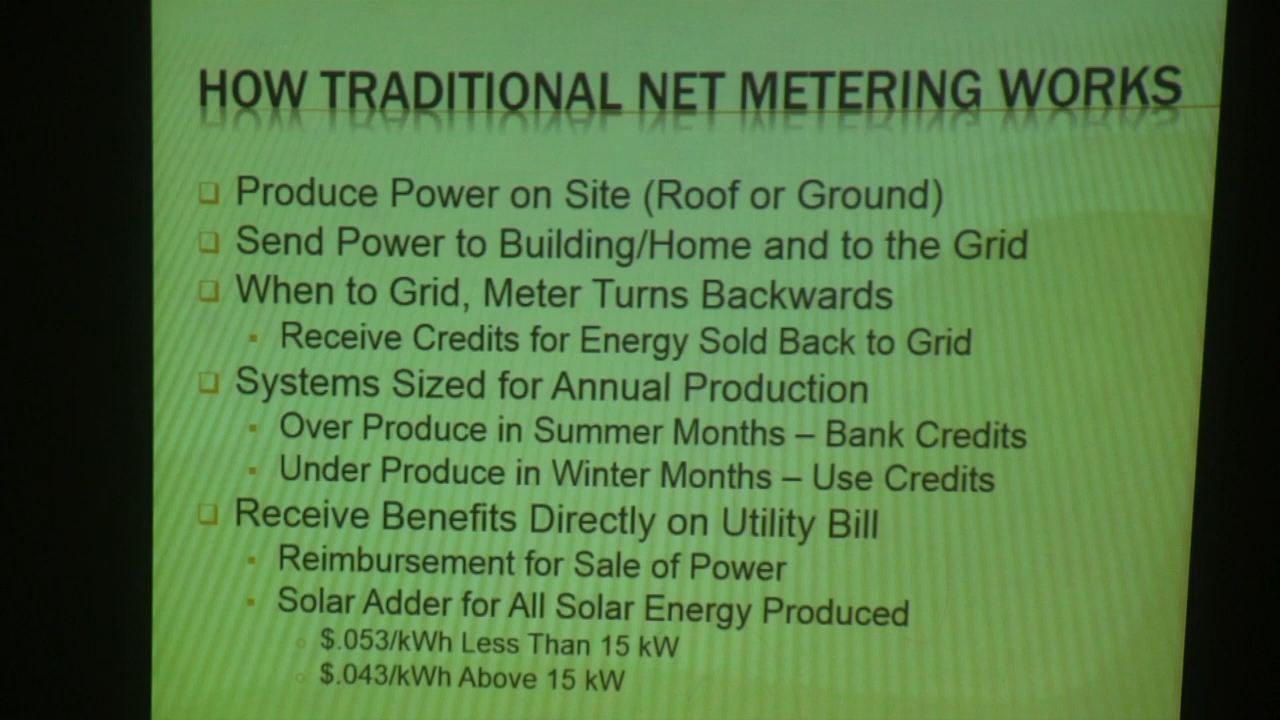 HOW TRADITIONAL NET METERING WORKS
Produce Power on Site (Roof or Ground)
Send Power to Building/Home and to the Grid
When to Grid, Meter Turns Backwards
Receive Credits for Energy Sold Back to Grid
Systems Sized for Annual Production
Over Produce in Summer Months – Bank Credits
Under Produce in Winter Months – Use Credits
Receive Benefits Directly on Utility Bill
Reimbursement for Sale of Power
Solar Adder for All Solar Energy Produced
$.053/kWh Less Than 15 kW
$.043/kWh Above 15 kW